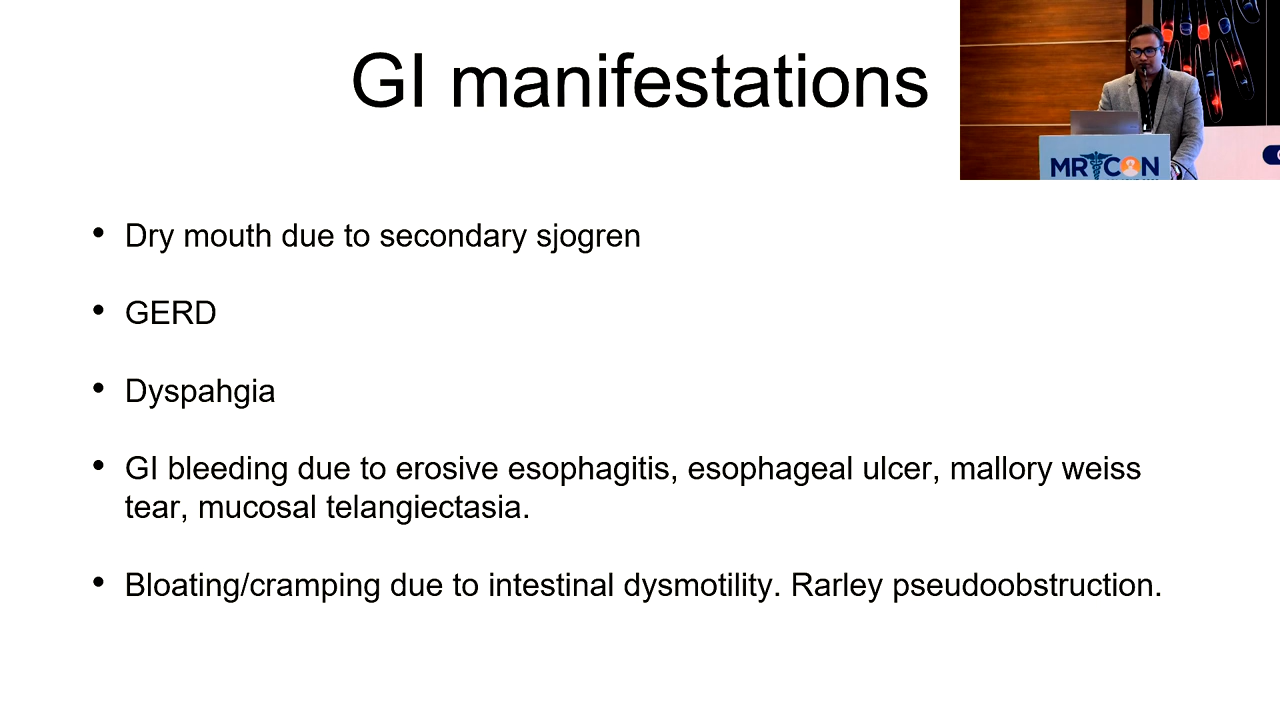 GI manifestations
MRCON
• Dry mouth due to secondary sjogren
• GERD
• Dyspahgia
• GI bleeding due to erosive esophagitis, esophageal ulcer, mallory weiss
tear, mucosal telangiectasia.
• Bloating/cramping due to intestinal dysmotility. Rarley pseudoobstruction.